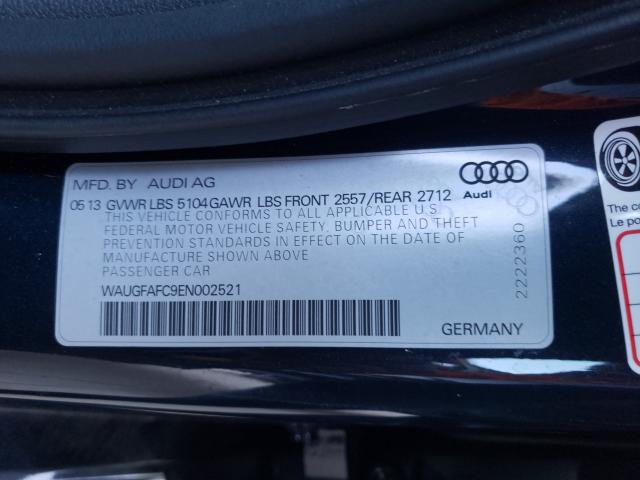 MFD. BY AUDI AG
Audi
05 13 GVWR LBS 5104 GAWR LBS FRONT 2557/REAR 2712
THIS VEHICLE CONFORMS TO ALL APPLICABLE U.S.
FEDERAL MOTOR VEHICLE SAFETY, BUMPER AND THEFT
PREVENTION STANDARDS IN EFFECT ON THE DATE OF
MANUFACTURE SHOWN ABOVE
PASSENGER CAR
WAUGFAFC9EN002521
GERMANY
2222360
The
Le